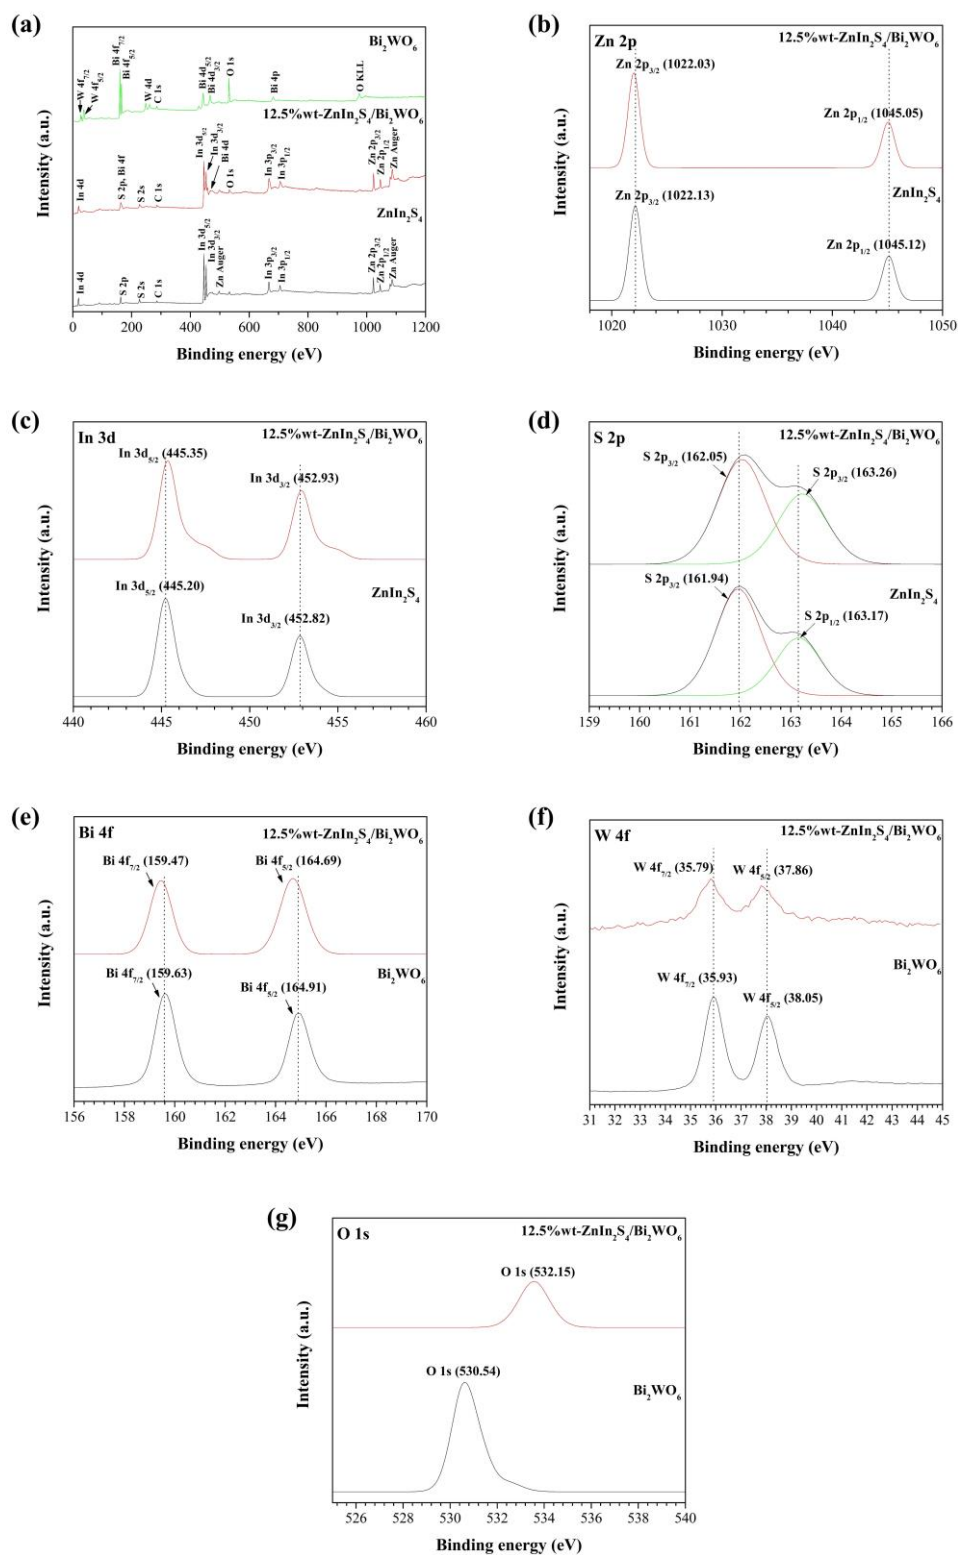 (a)
Bi₂WO₆
W 4f₇/₂
W 4f₅/₂
Bi 4f₇/₂
Bi 4f₅/₂
W 4d
C 1s
Bi 4d₅/₂
Bi 4d₃/₂
O 1s
Bi 4p
O KLL
12.5%wt-ZnIn₂S₄/Bi₂WO₆
In 4d
S 2p, Bi 4f
S 2s
C 1s
In 3d₅/₂
In 3d₃/₂
Bi 4d
O 1s
In 3p₃/₂
In 3p₁/₂
Zn 2p₃/₂
Zn 2p₁/₂
Zn Auger
ZnIn₂S₄
In 4d
S 2p
S 2s
C 1s
In 3d₅/₂
In 3d₃/₂
Zn Auger
In 3p₃/₂
In 3p₁/₂
Zn 2p₃/₂
Zn 2p₁/₂
Zn Auger
Intensity (a.u.)
0 200 400 600 800 1000 1200
Binding energy (eV)
(b)
Zn 2p
12.5%wt-ZnIn₂S₄/Bi₂WO₆
Zn 2p₃/₂ (1022.03)
Zn 2p₁/₂ (1045.05)
ZnIn₂S₄
Zn 2p₃/₂ (1022.13)
Zn 2p₁/₂ (1045.12)
Intensity (a.u.)
1020 1030 1040 1050
Binding energy (eV)
(c)
In 3d
12.5%wt-ZnIn₂S₄/Bi₂WO₆
In 3d₅/₂ (445.35)
In 3d₃/₂ (452.93)
In 3d₅/₂ (445.20)
ZnIn₂S₄
In 3d₃/₂ (452.82)
Intensity (a.u.)
440 445 450 455 460
Binding energy (eV)
(d)
S 2p
12.5%wt-ZnIn₂S₄/Bi₂WO₆
S 2p₃/₂ (162.05)
S 2p₃/₂ (163.26)
S 2p₃/₂ (161.94)
ZnIn₂S₄
S 2p₁/₂ (163.17)
Intensity (a.u.)
159 160 161 162 163 164 165 166
Binding energy (eV)
(e)
Bi 4f
12.5%wt-ZnIn₂S₄/Bi₂WO₆
Bi 4f₇/₂ (159.47)
Bi 4f₅/₂ (164.69)
Bi₂WO₆
Bi 4f₇/₂ (159.63)
Bi 4f₅/₂ (164.91)
Intensity (a.u.)
156 158 160 162 164 166 168 170
Binding energy (eV)
(f)
W 4f
12.5%wt-ZnIn₂S₄/Bi₂WO₆
W 4f₇/₂ (35.79)
W 4f₅/₂ (37.86)
Bi₂WO₆
W 4f₇/₂ (35.93)
W 4f₅/₂ (38.05)
Intensity (a.u.)
31 33 34 35 36 37 38 39 40 41 42 43 44 45
Binding energy (eV)
(g)
O 1s
12.5%wt-ZnIn₂S₄/Bi₂WO₆
O 1s (532.15)
O 1s (530.54)
Bi₂WO₆
Intensity (a.u.)
526 528 530 532 534 536 538 540
Binding energy (eV)